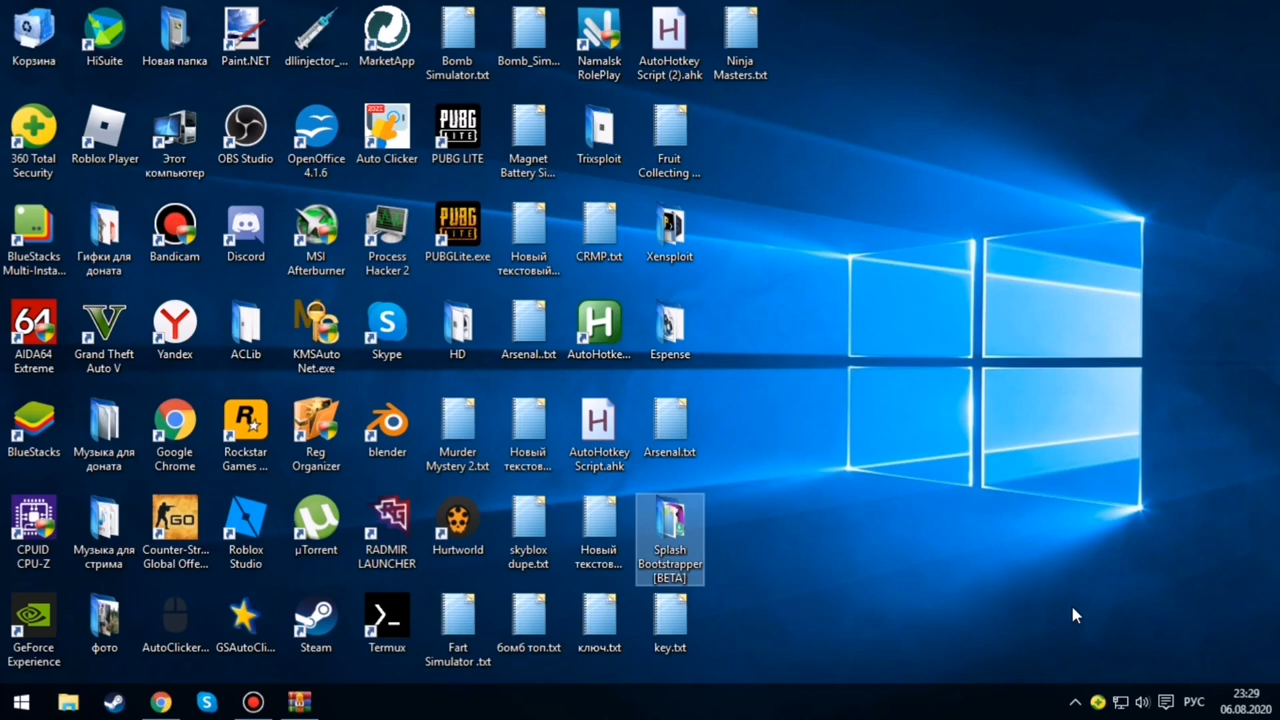 Корзина
HiSuite
Новая папка
Paint.NET
dllinjector_...
MarketApp
Bomb
Simulator.txt
Bomb_Sim...
Namalsk
RolePlay
AutoHotkey
Script (2).ahk
Ninja
Masters.txt
360 Total
Security
Roblox Player
Этот
компьютер
OBS Studio
OpenOffice
4.1.6
2020
Auto Clicker
PUBG
LITE
PUBG LITE
Magnet
Battery Si...
Trixsploit
Fruit
Collecting ...
BlueStacks
Multi-Insta...
Гифки для
доната
Bandicam
Discord
MSI
Afterburner
Process
Hacker 2
PUBG
LITE
PUBGLite.exe
Новый
текстовый...
CRMP.txt
Xensploit
64
AIDA64
Extreme
Grand Theft
Auto V
Yandex
ACLib
KMSAuto
Net.exe
Skype
HD
Arsenal..txt
AutoHotke...
Espense
BlueStacks
Музыка для
доната
Google
Chrome
Rockstar
Games ...
Reg
Organizer
blender
Murder
Mystery 2.txt
Новый
текстов...
AutoHotkey
Script.ahk
Arsenal.txt
CPUID
CPU-Z
Музыка для
стрима
GO
Counter-Str...
Global Offe...
Roblox
Studio
µTorrent
RADMIR
LAUNCHER
Hurtworld
skyblox
dupe.txt
Новый
текстов...
Splash
Bootstrapper
[BETA]
GeForce
Experience
фото
AutoClicker...
GSAutoCli...
Steam
Termux
Fart
Simulator .txt
бомб топ.txt
ключ.txt
key.txt
РУС
23:29
06.08.2020